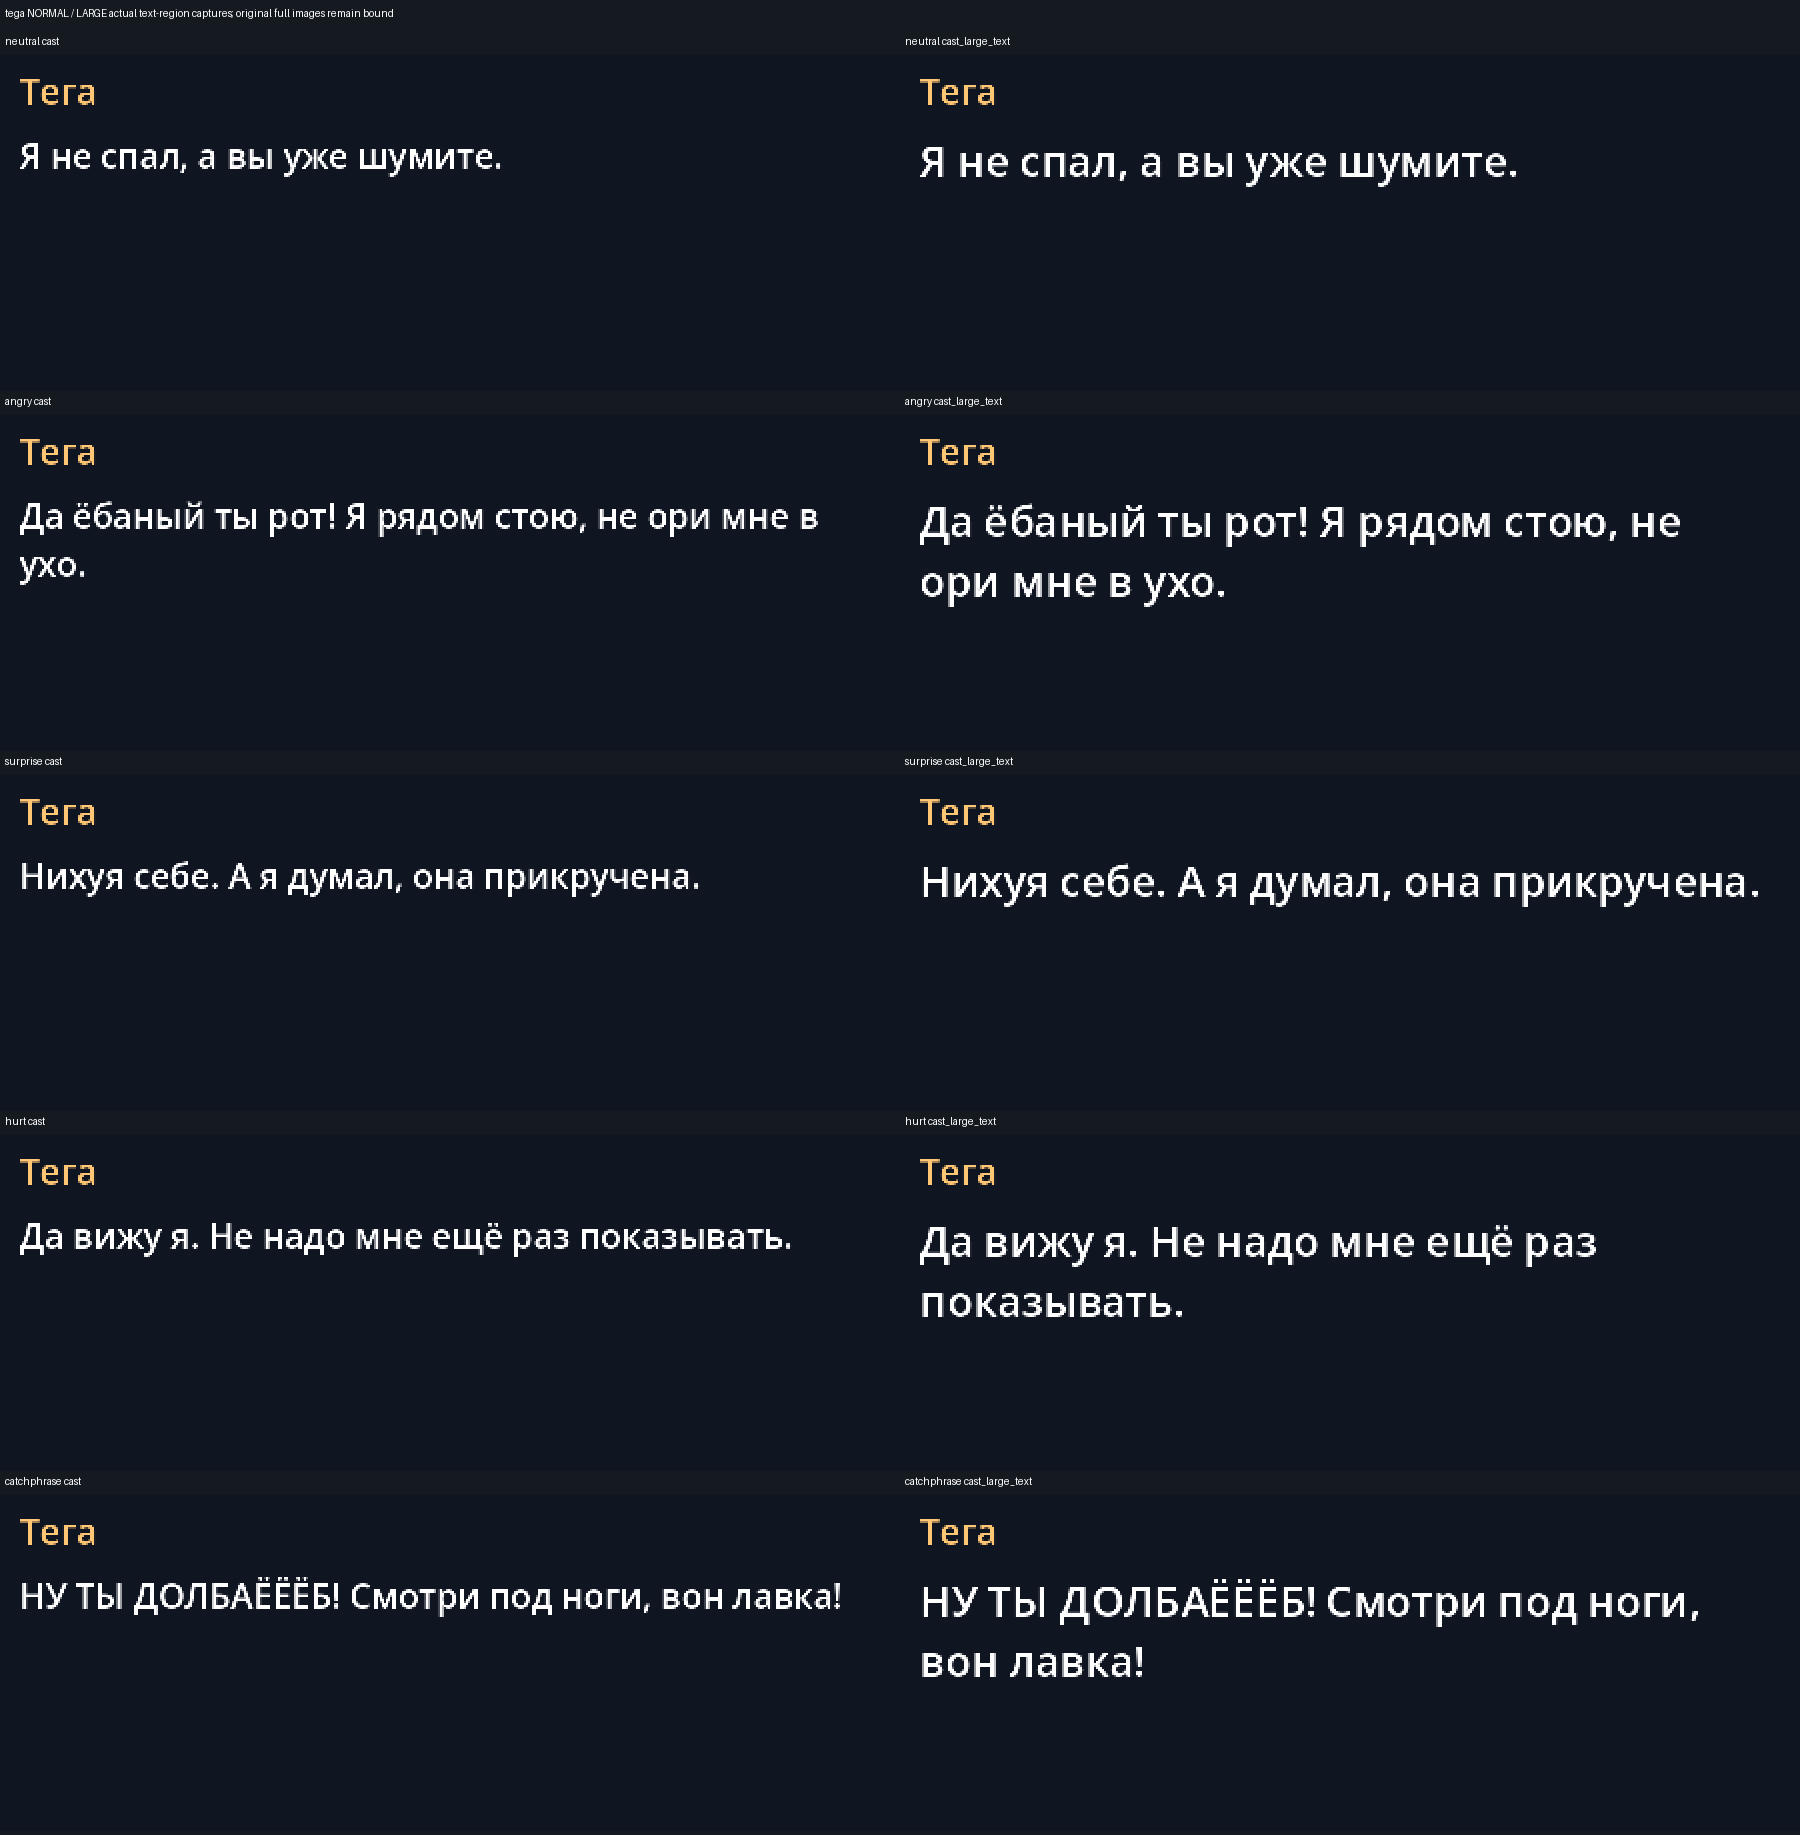 tega NORMAL / LARGE actual text-region captures; original full images remain bound
neutral cast
neutral cast_large_text
Тега
Тега
Я не спал, а вы уже шумите.
Я не спал, а вы уже шумите.
angry cast
angry cast_large_text
Тега
Тега
Да ёбаный ты рот! Я рядом стою, не ори мне в
ухо.
Да ёбаный ты рот! Я рядом стою, не
ори мне в ухо.
surprise cast
surprise cast_large_text
Тега
Тега
Нихуя себе. А я думал, она прикручена.
Нихуя себе. А я думал, она прикручена.
hurt cast
hurt cast_large_text
Тега
Тега
Да вижу я. Не надо мне ещё раз показывать.
Да вижу я. Не надо мне ещё раз
показывать.
catchphrase cast
catchphrase cast_large_text
Тега
Тега
НУ ТЫ ДОЛБАЁЁЁБ! Смотри под ноги, вон лавка!
НУ ТЫ ДОЛБАЁЁЁБ! Смотри под ноги,
вон лавка!